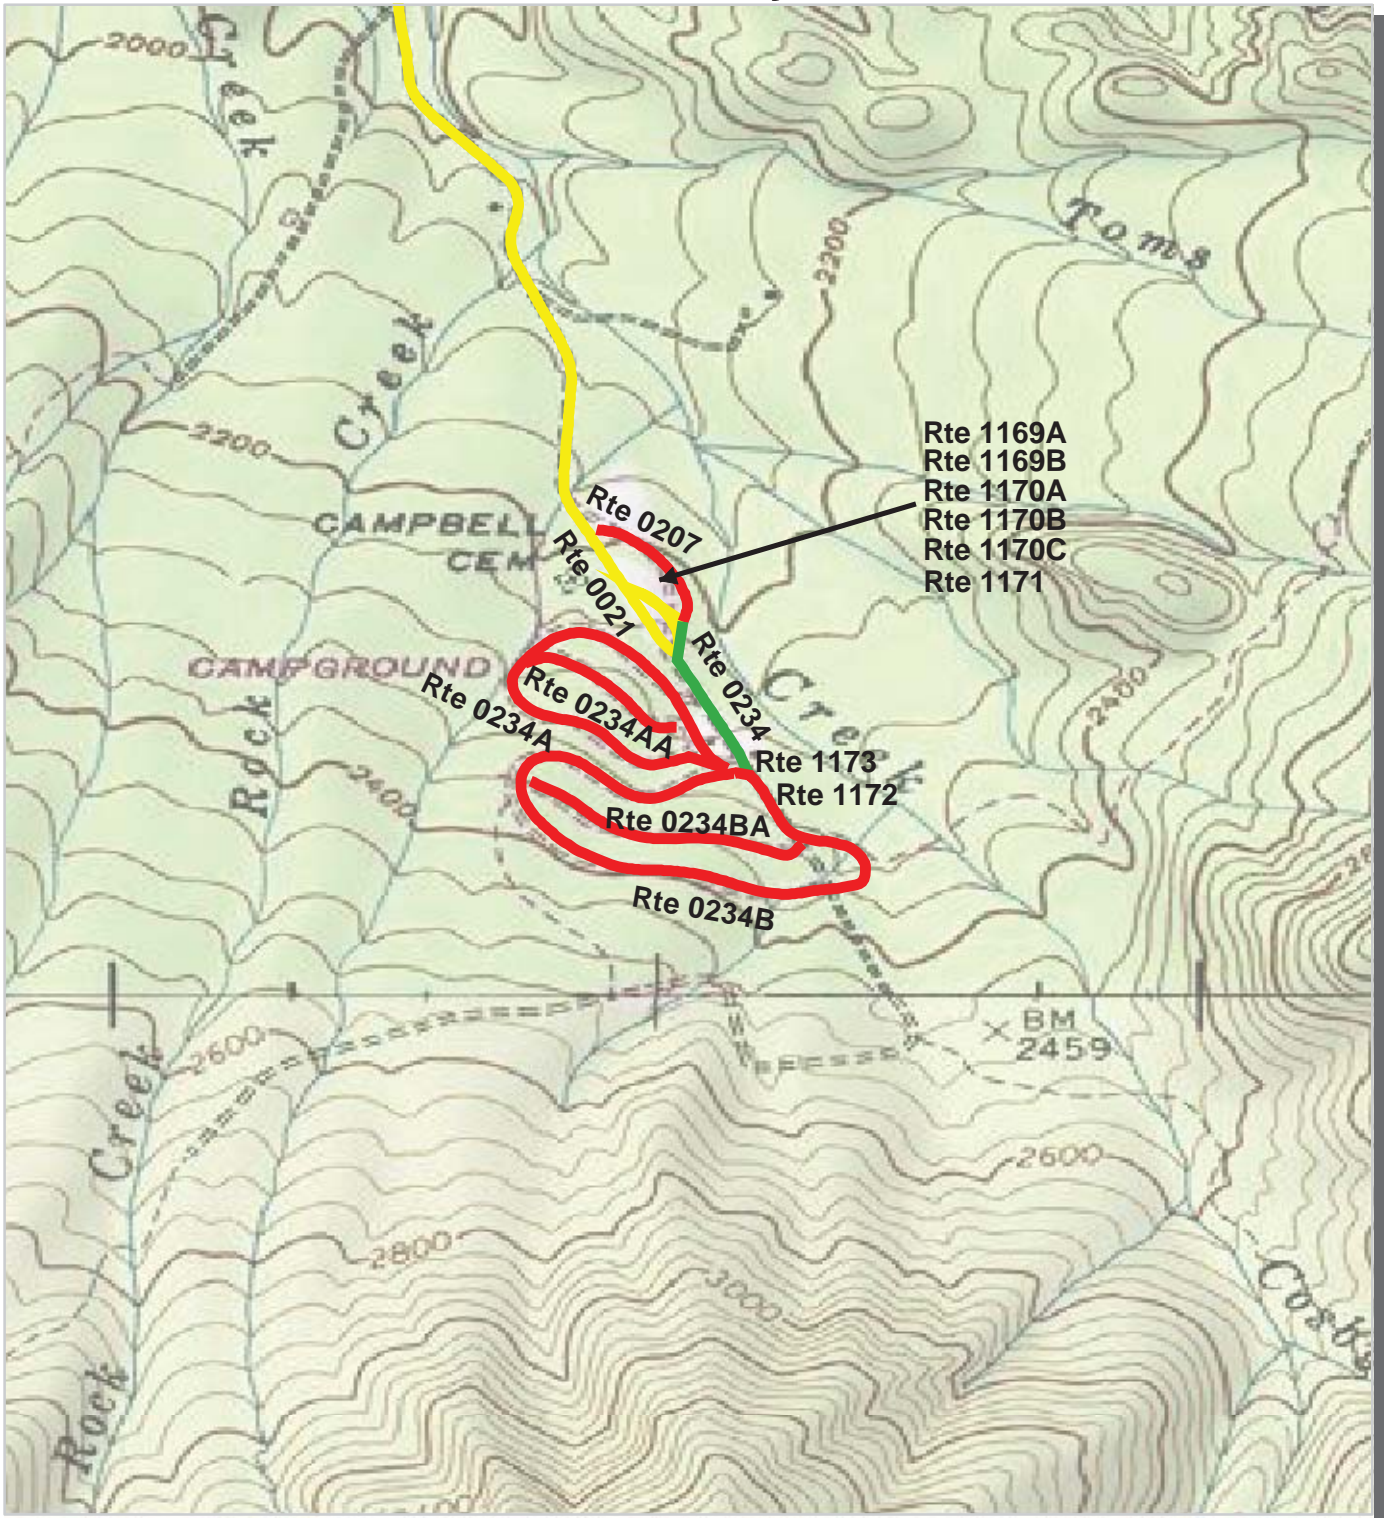 2000
Creek
Toms
2200
Creek
2200
Rte 1169A
Rte 1169B
Rte 1170A
Rte 1170B
Rte 1170C
Rte 1171
Rte 0207
CAMPBELL
CEM
Rte 0021
Rte 0234
CAMPGROUND
Creek
2400
Rte 0234AA
Rte 0234A
Rock
2400
Rte 1173
Rte 1172
Rte 0234BA
Rte 0234B
BM
2459
2600
Creek
2600
2800
3000
Cosby
Rock